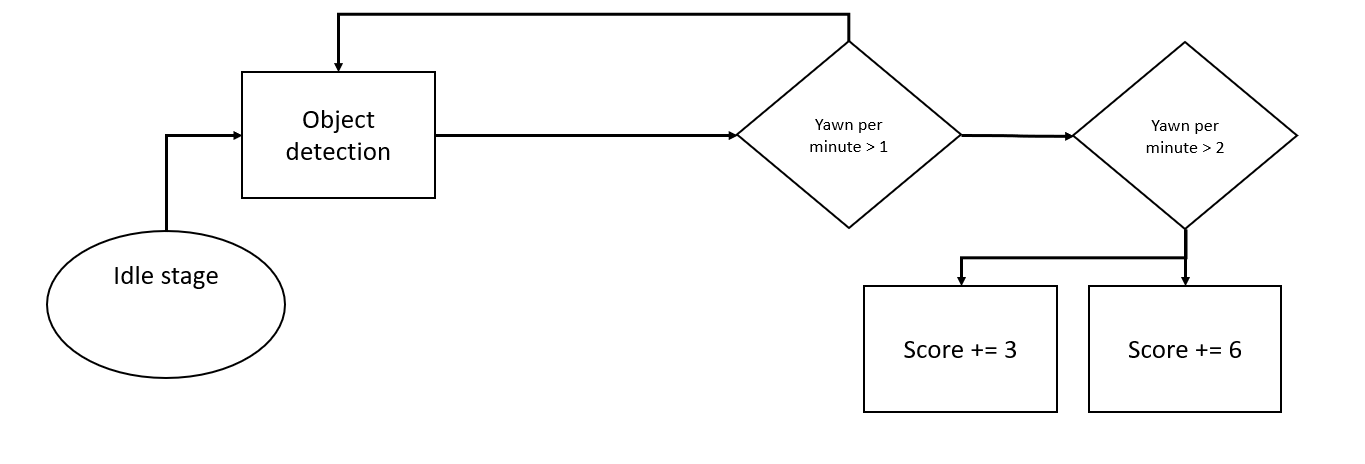 Object
detection
Yawn per
minute > 1
Yawn per
minute > 2
Idle stage
Score += 3
Score += 6